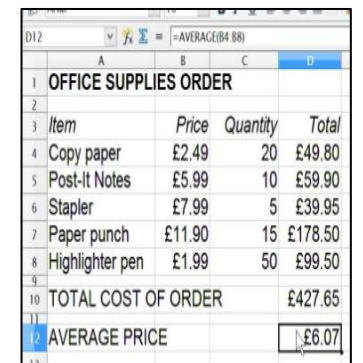 D12 = =AVERAGE(B4:B8)
A B C D
1 OFFICE SUPPLIES ORDER
2
3 Item Price Quantity Total
4 Copy paper £2.49 20 £49.80
5 Post-It Notes £5.99 10 £59.90
6 Stapler £7.99 5 £39.95
7 Paper punch £11.90 15 £178.50
8 Highlighter pen £1.99 50 £99.50
9
10 TOTAL COST OF ORDER £427.65
11
12 AVERAGE PRICE £6.07